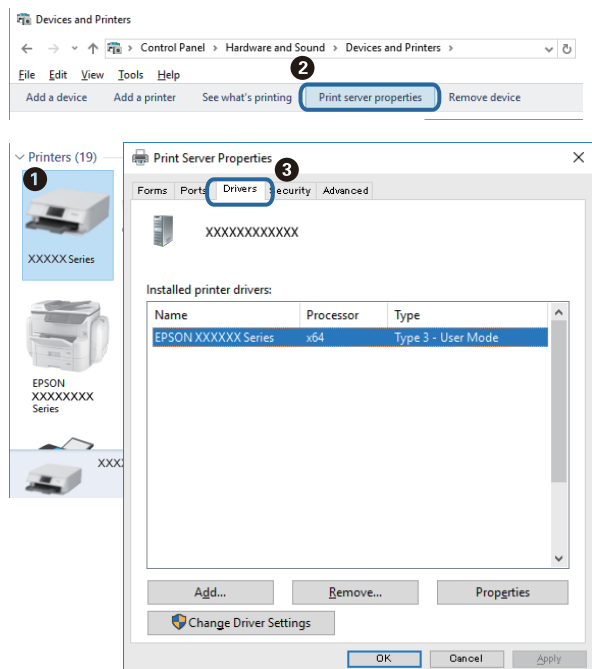 Devices and Printers
Control Panel > Hardware and Sound > Devices and Printers >
2
File Edit View Tools Help
Add a device Add a printer See what's printing Print server properties Remove device
Printers (19)
1
XXXXX Series
EPSON
XXXXXXXX
Series
XXX
Print Server Properties
3
Forms Ports Drivers Security Advanced
XXXXXXXXXXXX
Installed printer drivers:
Name Processor Type
EPSON XXXXXX Series x64 Type 3 - User Mode
Add... Remove... Properties
Change Driver Settings
OK Cancel Apply